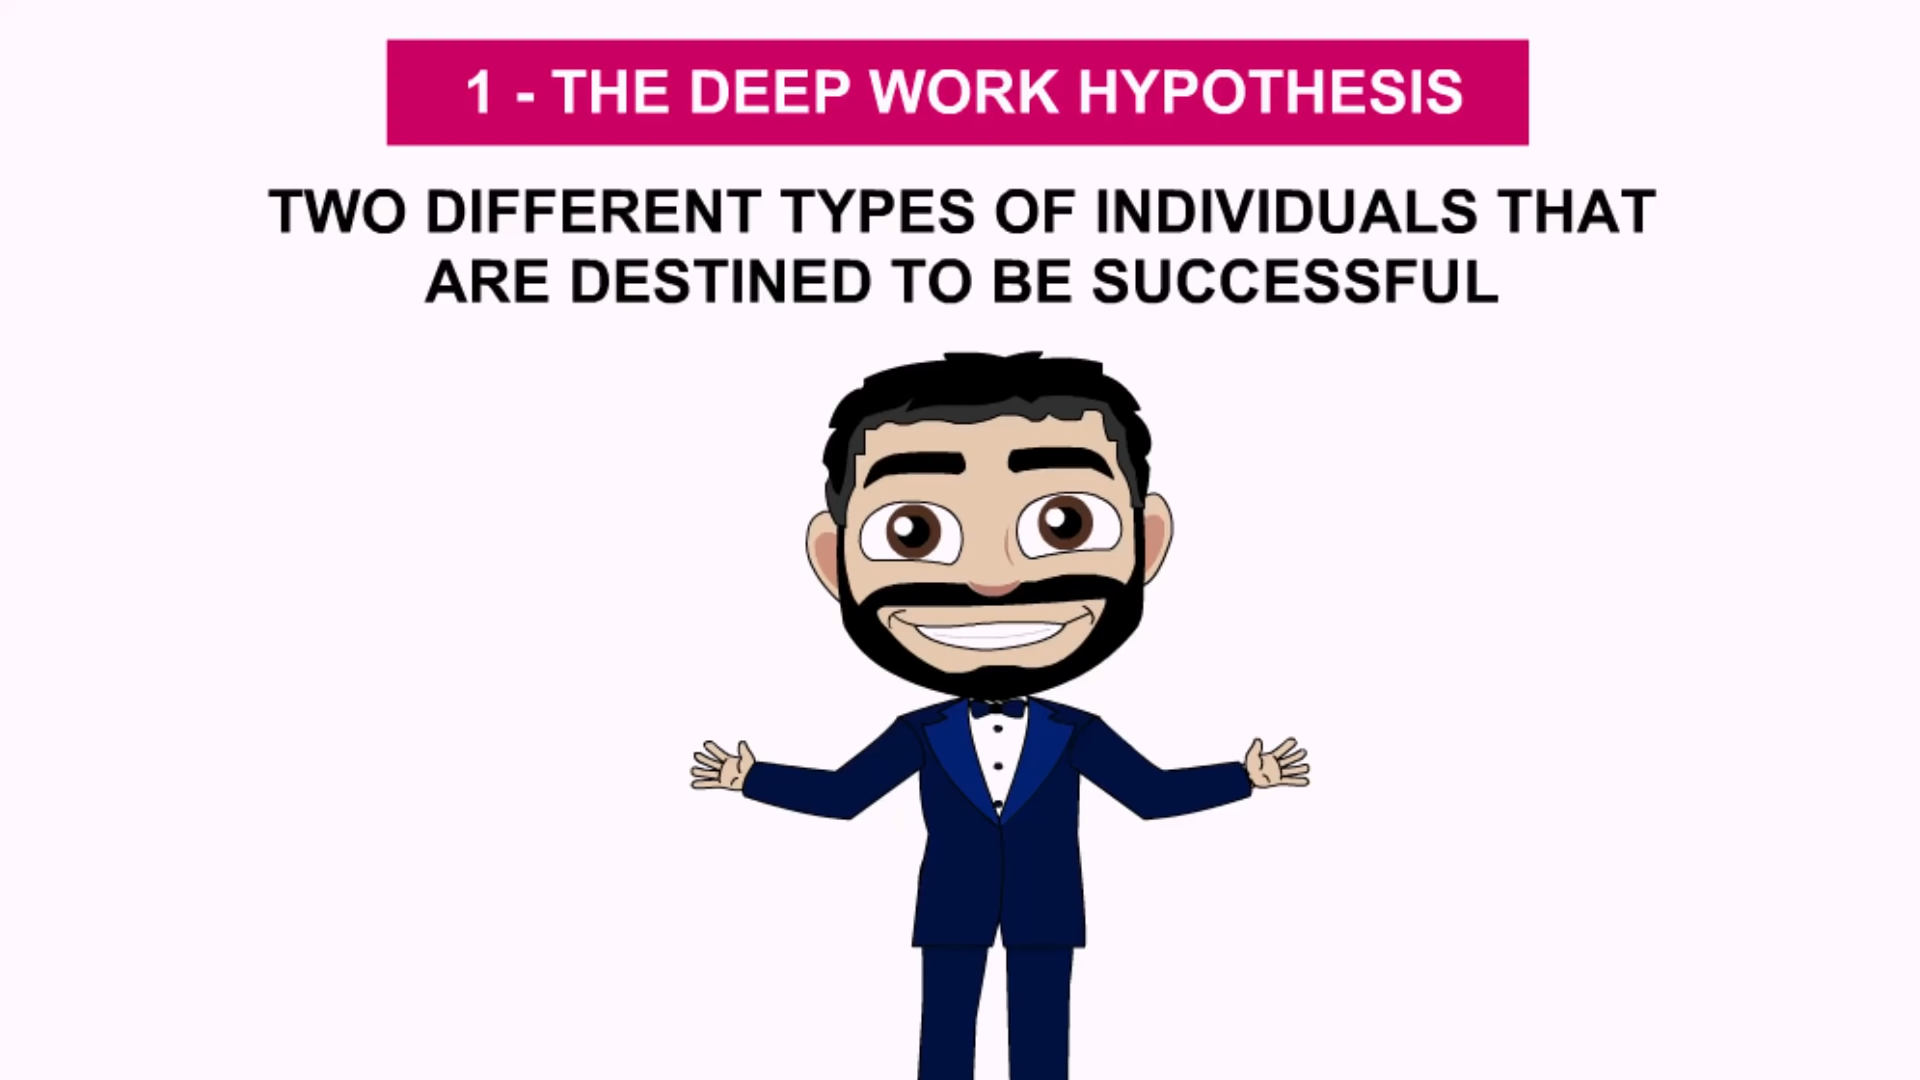 1 - THE DEEP WORK HYPOTHESIS
TWO DIFFERENT TYPES OF INDIVIDUALS THAT
ARE DESTINED TO BE SUCCESSFUL